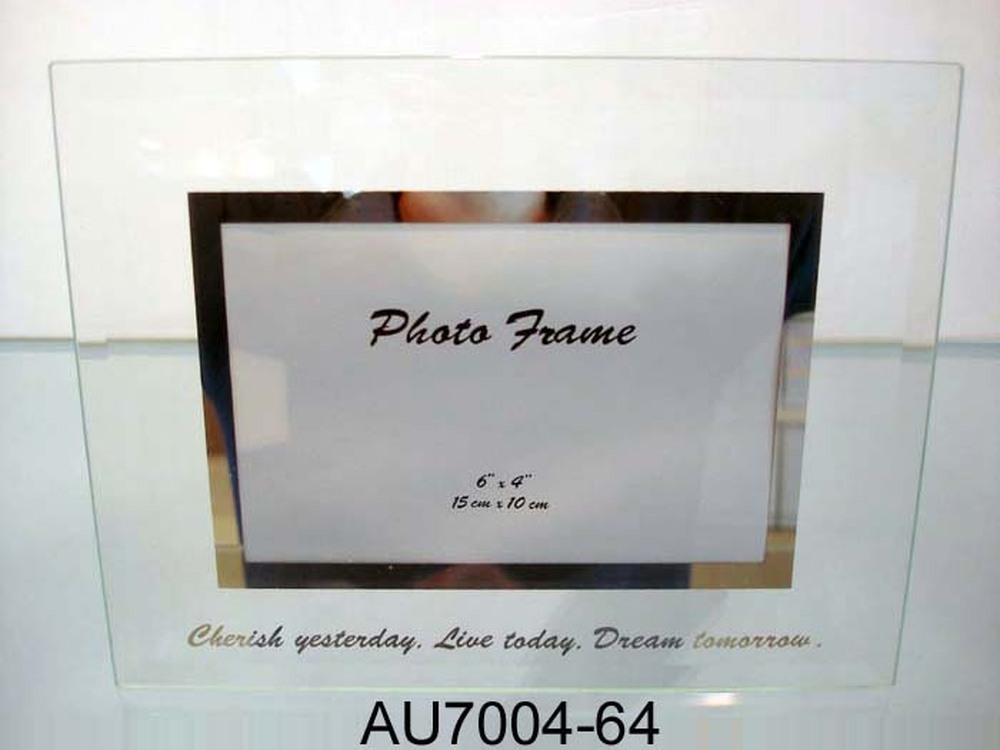 Photo Frame
6" x 4"
15 cm x 10 cm
Cherish yesterday. Live today. Dream tomorrow.
AU7004-64